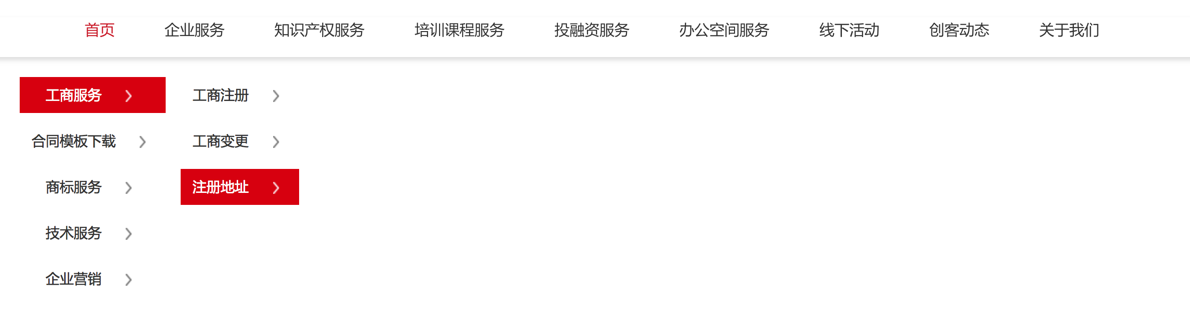 首页 企业服务 知识产权服务 培训课程服务 投融资服务 办公空间服务 线下活动 创客动态 关于我们
工商服务 工商注册
合同模板下载 工商变更
商标服务 注册地址
技术服务
企业营销